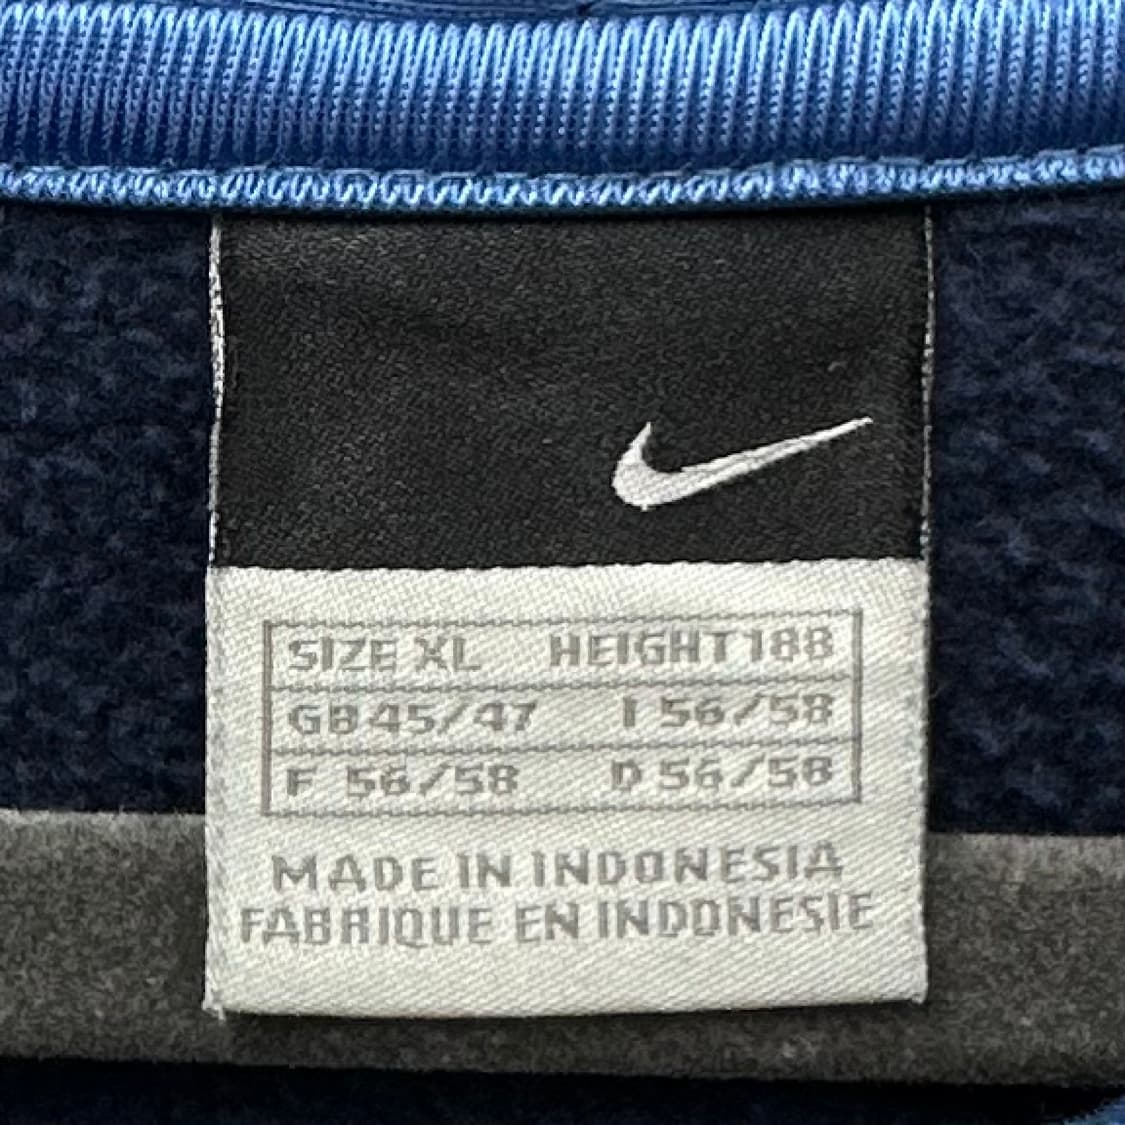 SIZE XL HEIGHT 188
GB 45/47 I 56/58
F 56/58 D 56/58
MADE IN INDONESIA
FABRIQUE EN INDONESIE